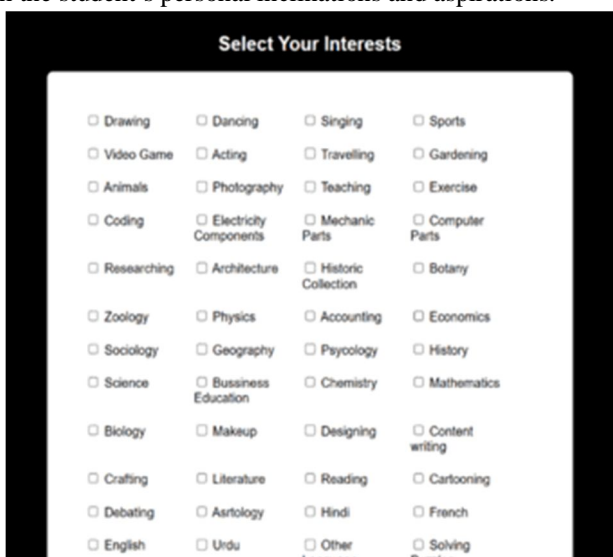 the student's personal inclinations and aspirations.
Select Your Interests
Drawing Dancing Singing Sports
Video Game Acting Travelling Gardening
Animals Photography Teaching Exercise
Coding Electricity Mechanic Computer
Components Parts Parts
Researching Architecture Historic Botany
Collection
Zoology Physics Accounting Economics
Sociology Geography Psycology History
Science Bussiness Chemistry Mathematics
Education
Biology Makeup Designing Content
writing
Crafting Literature Reading Cartooning
Debating Asrtology Hindi French
English Urdu Other Solving